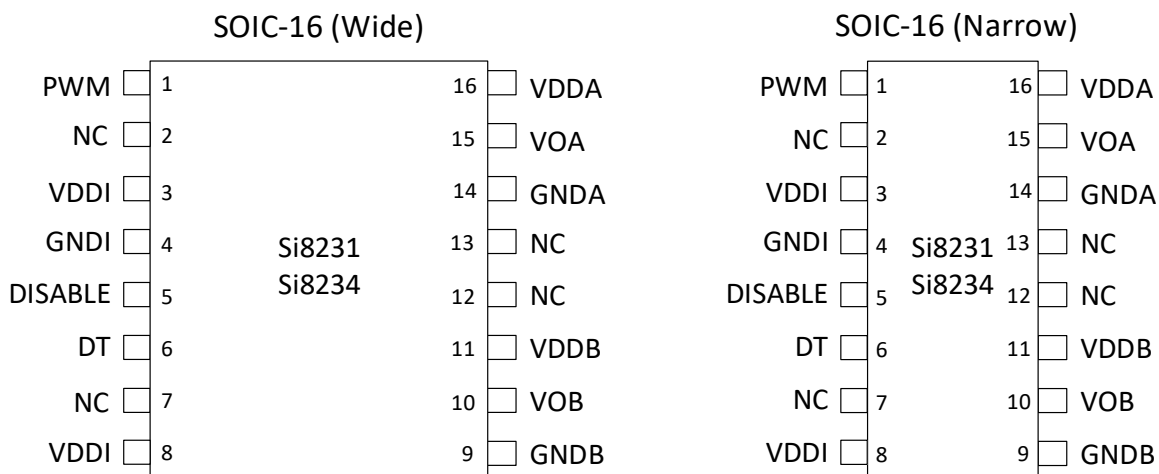 SOIC-16 (Wide)
PWM 1 16 VDDA
NC 2 15 VOA
VDDI 3 14 GNDA
GNDI 4 13 NC
Si8231
Si8234
DISABLE 5 12 NC
DT 6 11 VDDB
NC 7 10 VOB
VDDI 8 9 GNDB
SOIC-16 (Narrow)
PWM 1 16 VDDA
NC 2 15 VOA
VDDI 3 14 GNDA
GNDI 4 13 NC
Si8231
Si8234
DISABLE 5 12 NC
DT 6 11 VDDB
NC 7 10 VOB
VDDI 8 9 GNDB